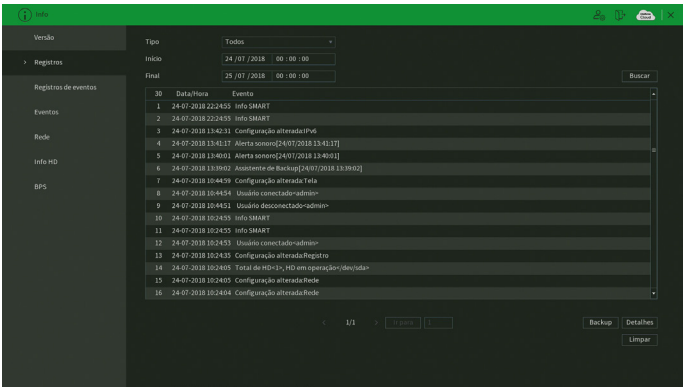 Info
Cloud
Versão
Registros
Registros de eventos
Eventos
Rede
Info HD
BPS
Tipo Todos
Início 24 /07 /2018 00 : 00 : 00
Final 25 /07 /2018 00 : 00 : 00
Buscar
30 Data/Hora Evento
1 24-07-2018 22:24:55 Info SMART
2 24-07-2018 22:24:55 Info SMART
3 24-07-2018 13:42:31 Configuração alterada:IPv6
4 24-07-2018 13:41:17 Alerta sonoro[24/07/2018 13:41:17]
5 24-07-2018 13:40:01 Alerta sonoro[24/07/2018 13:40:01]
6 24-07-2018 13:39:02 Assistente de Backup[24/07/2018 13:39:02]
7 24-07-2018 10:44:59 Configuração alterada:Tela
8 24-07-2018 10:44:54 Usuário conectado<admin>
9 24-07-2018 10:44:51 Usuário desconectado<admin>
10 24-07-2018 10:24:55 Info SMART
11 24-07-2018 10:24:55 Info SMART
12 24-07-2018 10:24:53 Usuário conectado<admin>
13 24-07-2018 10:24:35 Configuração alterada:Registro
14 24-07-2018 10:24:05 Total de HD<1>, HD em operação</dev/sda>
15 24-07-2018 10:24:05 Configuração alterada:Rede
16 24-07-2018 10:24:04 Configuração alterada:Rede
< 1/1 > Ir para 1
Backup Detalhes
Limpar